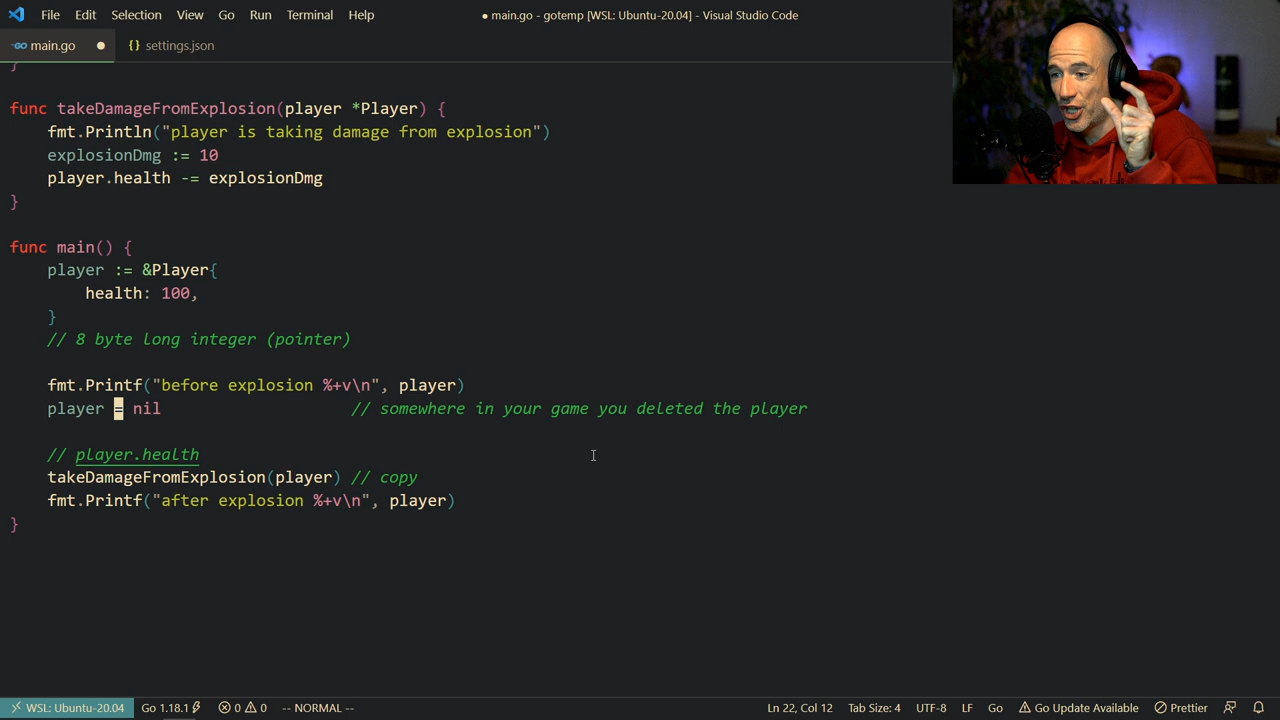 File Edit Selection View Go Run Terminal Help
● main.go - gotemp [WSL: Ubuntu-20.04] - Visual Studio Code
main.go
{} settings.json
}
func takeDamageFromExplosion(player *Player) {
fmt.Println("player is taking damage from explosion")
explosionDmg := 10
player.health -= explosionDmg
}
func main() {
player := &Player{
health: 100,
}
// 8 byte long integer (pointer)
fmt.Printf("before explosion %+v\n", player)
player = nil // somewhere in your game you deleted the player
// player.health
takeDamageFromExplosion(player) // copy
fmt.Printf("after explosion %+v\n", player)
}
WSL: Ubuntu-20.04 Go 1.18.1 0 0 -- NORMAL -- Ln 22, Col 12 Tab Size: 4 UTF-8 LF Go Go Update Available Prettier